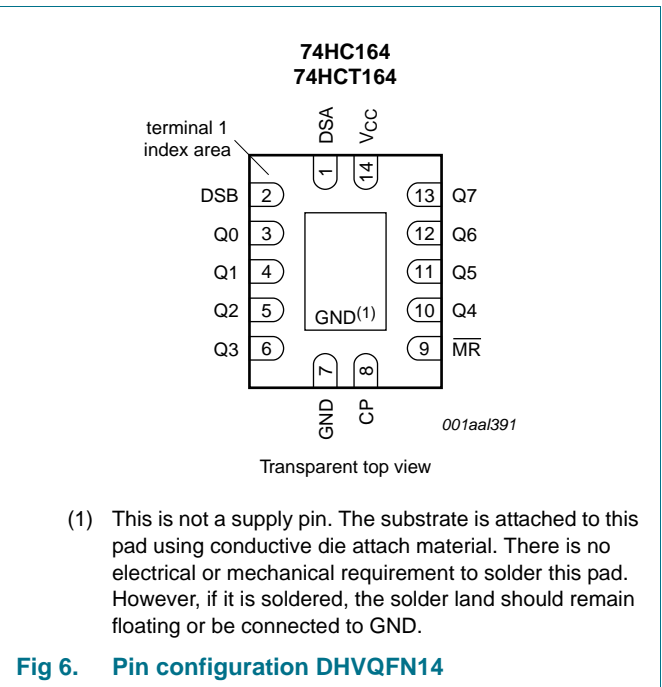 74HC164
74HCT164
terminal 1
index area
DSA
VCC
1
14
DSB 2
13 Q7
Q0 3
12 Q6
Q1 4
11 Q5
Q2 5
10 Q4
GND(1)
Q3 6
9 MR
7
8
GND
CP
001aal391
Transparent top view
(1) This is not a supply pin. The substrate is attached to this
pad using conductive die attach material. There is no
electrical or mechanical requirement to solder this pad.
However, if it is soldered, the solder land should remain
floating or be connected to GND.
Fig 6. Pin configuration DHVQFN14